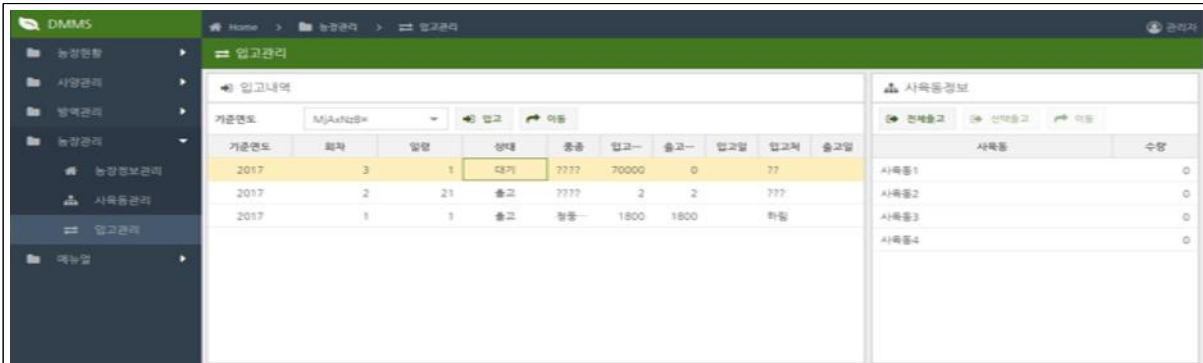 DMMS
Home > 농장관리 > 입고관리
관리자
농장현황
사양관리
방역관리
농장관리
농장정보관리
사육동관리
입고관리
메뉴얼
입고관리
입고내역
기준연도 입고 이동
기준연도 회차 일령 상태 품종 입고… 출고… 입고일 입고처 출고일
2017 3 1 대기 ???? 70000 0 ??
2017 2 21 출고 ???? 2 2 ???
2017 1 1 출고 1800 1800 하림
사육동정보
전체출고 선택출고 이동
사육동 수량
사육동1 0
사육동2 0
사육동3 0
사육동4 0